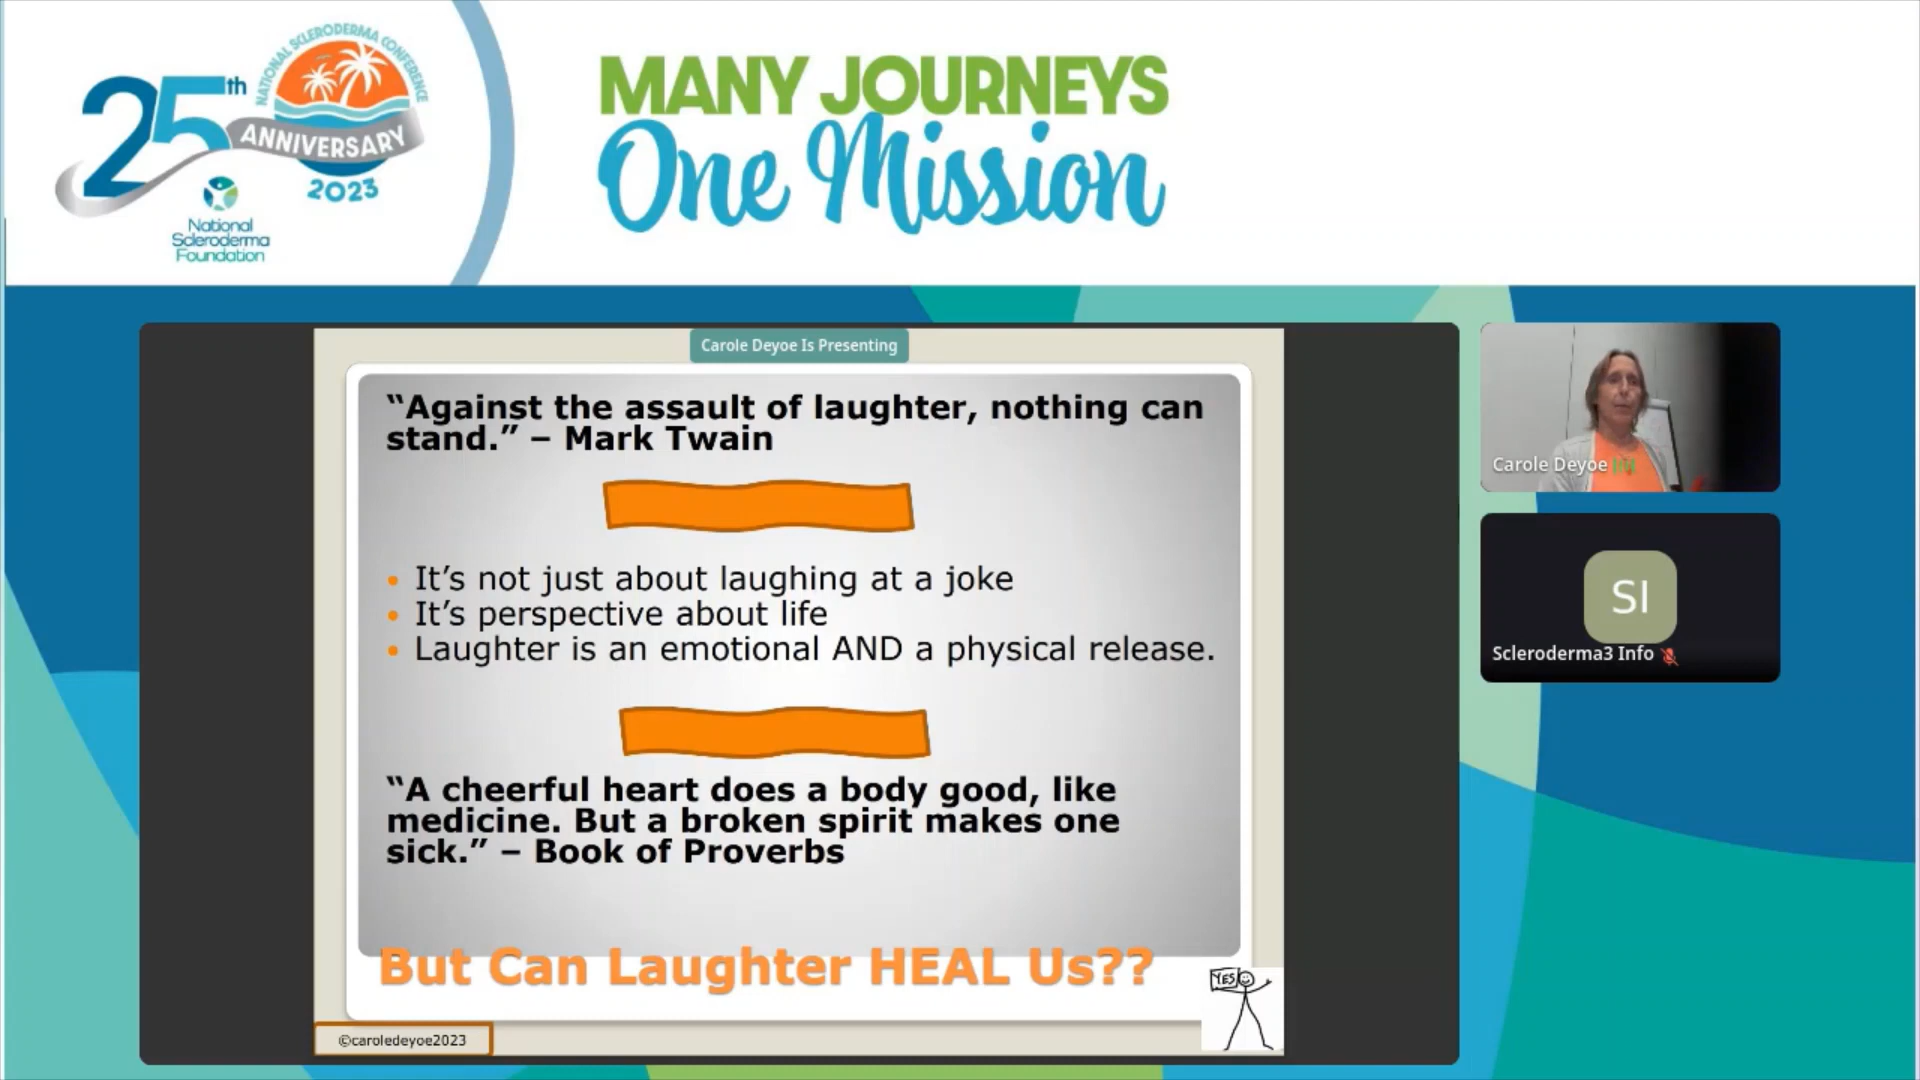 25th
NATIONAL SCLERODERMA CONFERENCE
ANNIVERSARY
2023
National
Scleroderma
Foundation
MANY JOURNEYS
One Mission
Carole Deyoe Is Presenting
“Against the assault of laughter, nothing can
stand.” – Mark Twain
• It’s not just about laughing at a joke
• It’s perspective about life
• Laughter is an emotional AND a physical release.
“A cheerful heart does a body good, like
medicine. But a broken spirit makes one
sick.” – Book of Proverbs
But Can Laughter HEAL Us??
YES
©caroledeyoe2023
Carole Deyoe
SI
Scleroderma3 Info